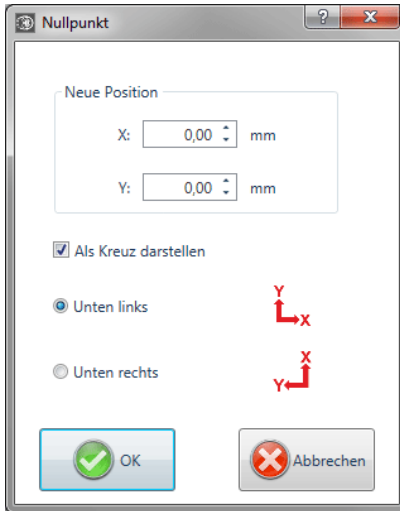 Nullpunkt
?
Neue Position
X: 0,00 mm
Y: 0,00 mm
Als Kreuz darstellen
Unten links
Y
X
Unten rechts
X
Y
OK Abbrechen